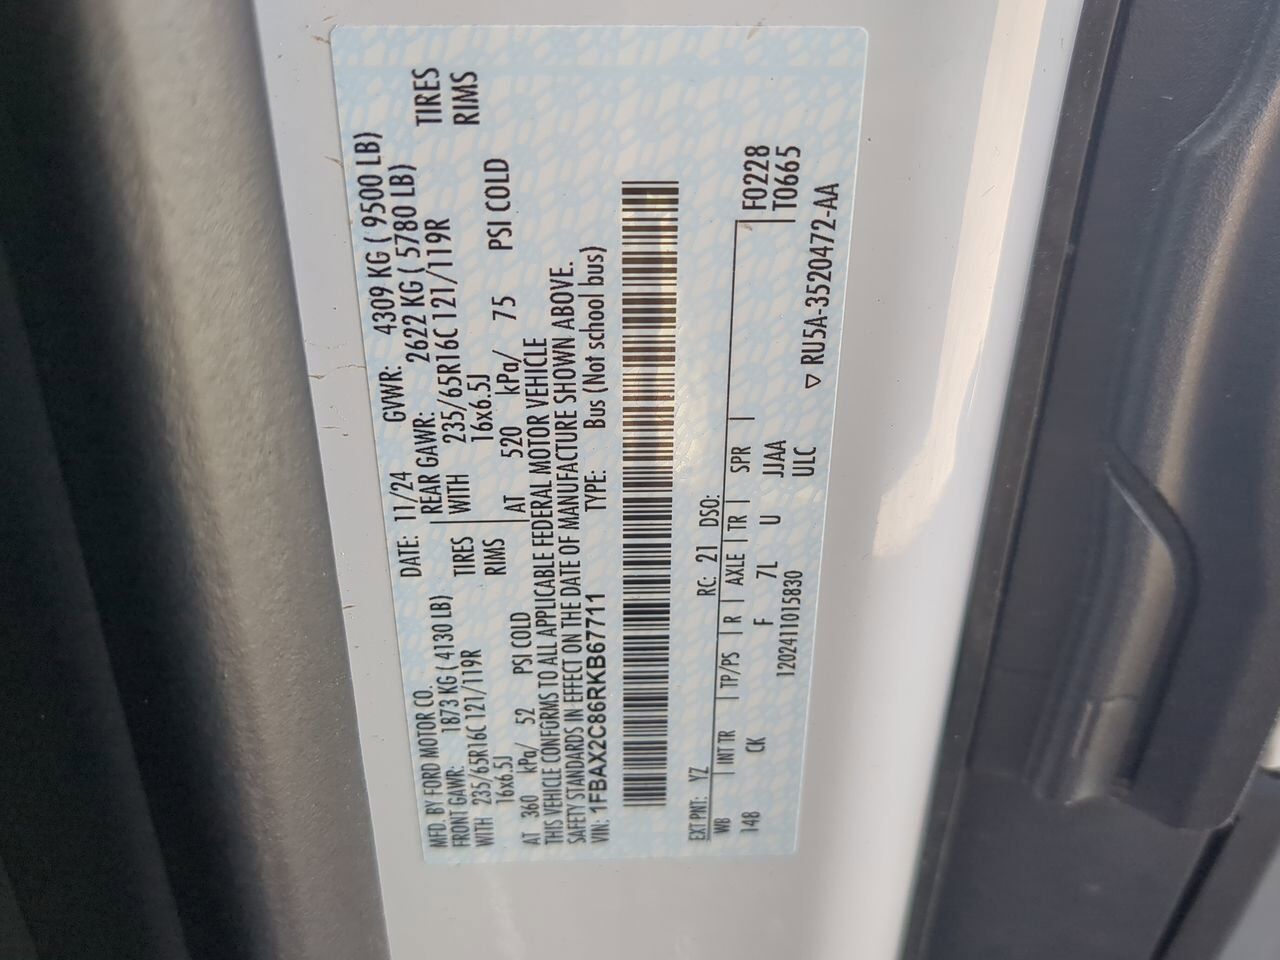 MFD. BY FORD MOTOR CO.
DATE: 11/24 GVWR: 4309 KG ( 9500 LB)
FRONT GAWR: 1873 KG ( 4130 LB) REAR GAWR: 2622 KG ( 5780 LB)
WITH 235/65R16C 121/119R TIRES WITH 235/65R16C 121/119R TIRES
16x6.5J RIMS 16x6.5J RIMS
AT 360 kPa/ 52 PSI COLD AT 520 kPa/ 75 PSI COLD
THIS VEHICLE CONFORMS TO ALL APPLICABLE FEDERAL MOTOR VEHICLE
SAFETY STANDARDS IN EFFECT ON THE DATE OF MANUFACTURE SHOWN ABOVE.
VIN: 1FBAX2C86RKB67711 TYPE: Bus (Not school bus)
EXT PNT: YZ RC: 21 DSO:
WB INT TR TP/PS R AXLE TR SPR F0228
148 CK F 7L U JJAA T0665
1202411015830 ULC
▽ RU5A-3520472-AA